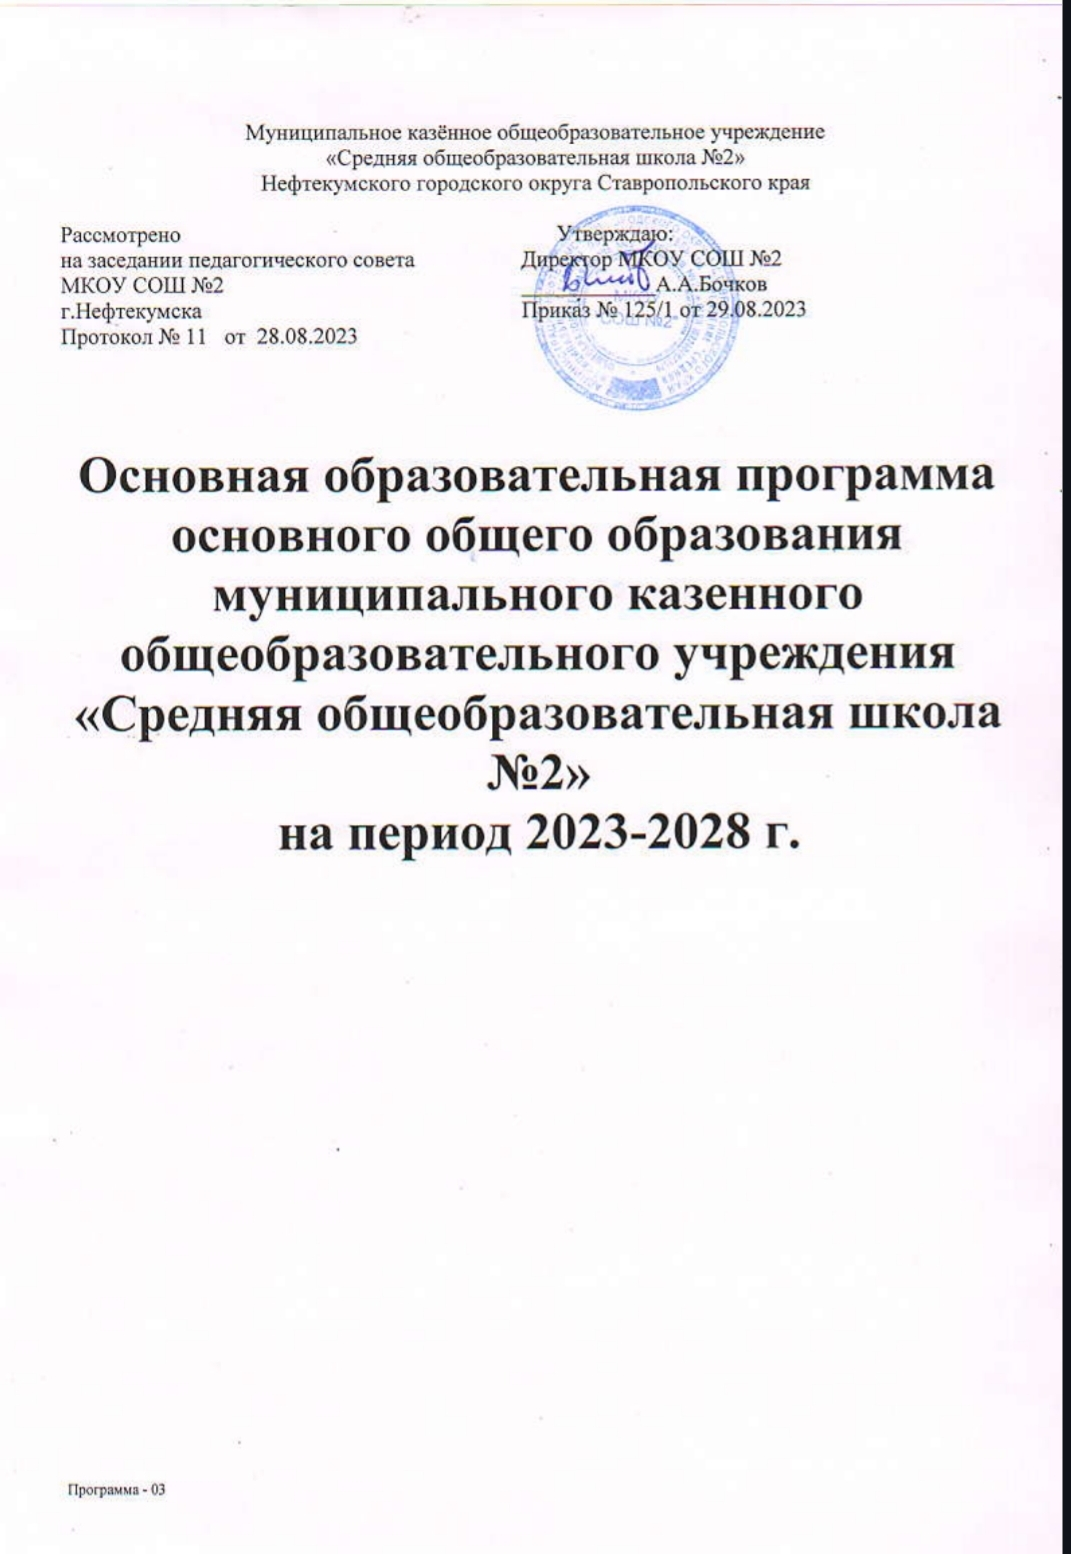 Муниципальное казённое общеобразовательное учреждение
«Средняя общеобразовательная школа №2»
Нефтекумского городского округа Ставропольского края
Рассмотрено
на заседании педагогического совета
МКОУ СОШ №2
г.Нефтекумска
Протокол № 11 от 28.08.2023
Утверждаю:
Директор МКОУ СОШ №2
А.А.Бочков
Приказ № 125/1 от 29.08.2023
МКОУ
СОШ №2"
Основная образовательная программа
основного общего образования
муниципального казенного
общеобразовательного учреждения
«Средняя общеобразовательная школа
№2»
на период 2023-2028 г.
Программа - 03